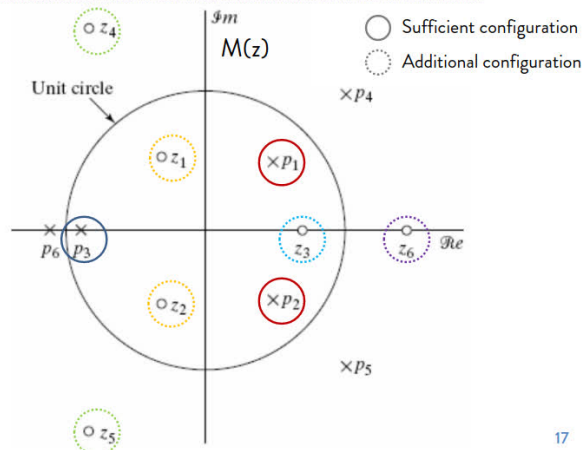 z4
ℐm
M(z)
Sufficient configuration
Additional configuration
Unit circle
p4
z1
p1
p6
p3
z3
z6
ℛe
z2
p2
p5
z5
17